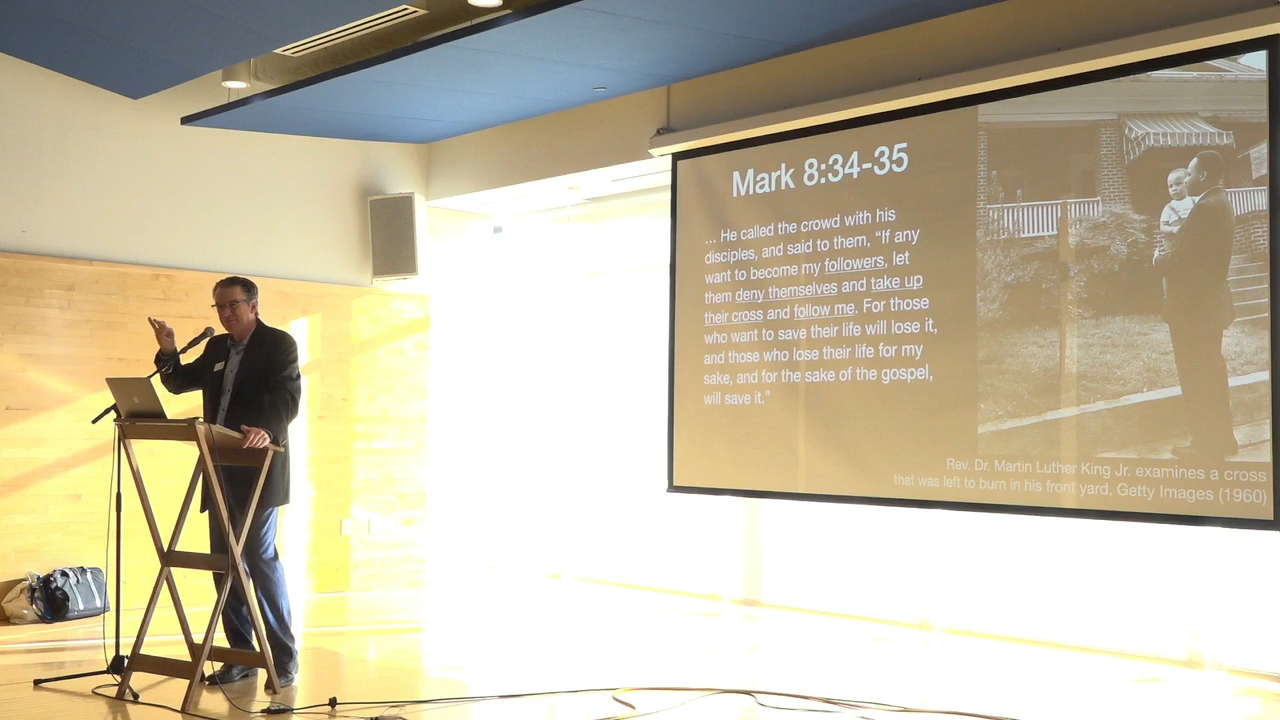 Mark 8:34-35
... He called the crowd with his
disciples, and said to them, “If any
want to become my followers, let
them deny themselves and take up
their cross and follow me. For those
who want to save their life will lose it,
and those who lose their life for my
sake, and for the sake of the gospel,
will save it.”
Rev. Dr. Martin Luther King Jr. examines a cross
that was left to burn in his front yard, Getty Images (1960)